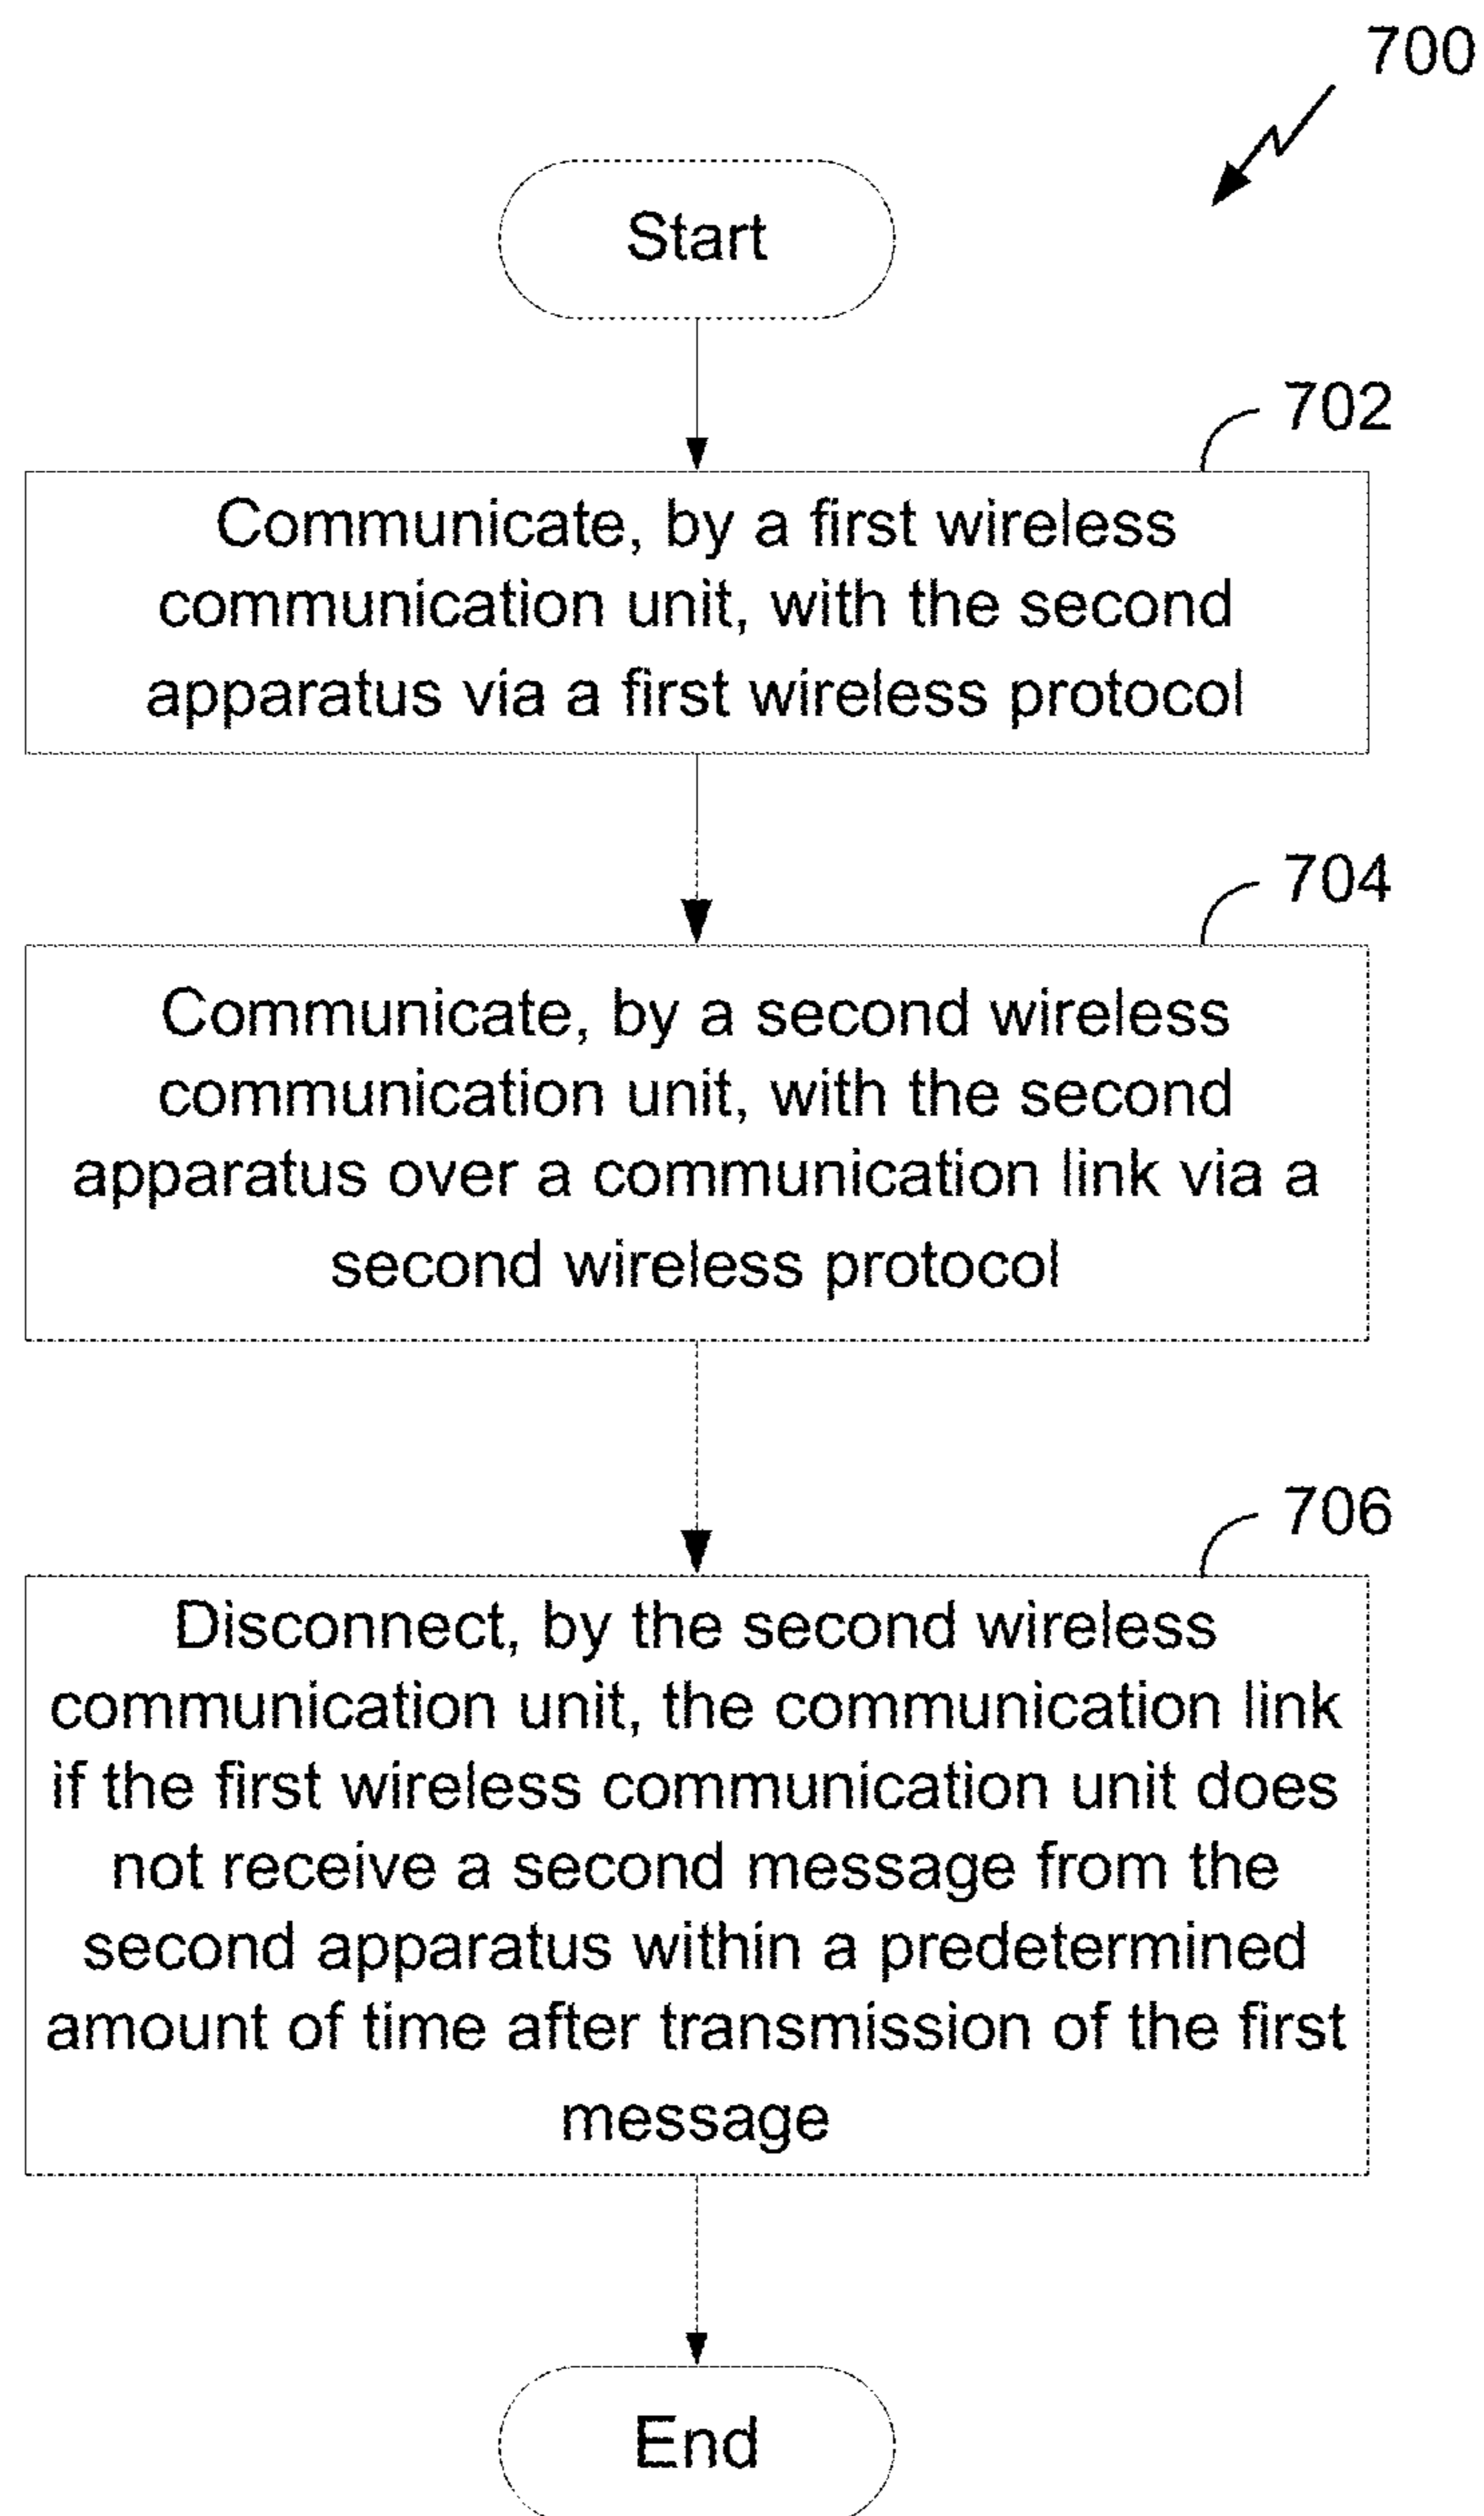 700
Start
702
Communicate, by a first wireless
communication unit, with the second
apparatus via a first wireless protocol
704
Communicate, by a second wireless
communication unit, with the second
apparatus over a communication link via a
second wireless protocol
706
Disconnect, by the second wireless
communication unit, the communication link
if the first wireless communication unit does
not receive a second message from the
second apparatus within a predetermined
amount of time after transmission of the first
message
End